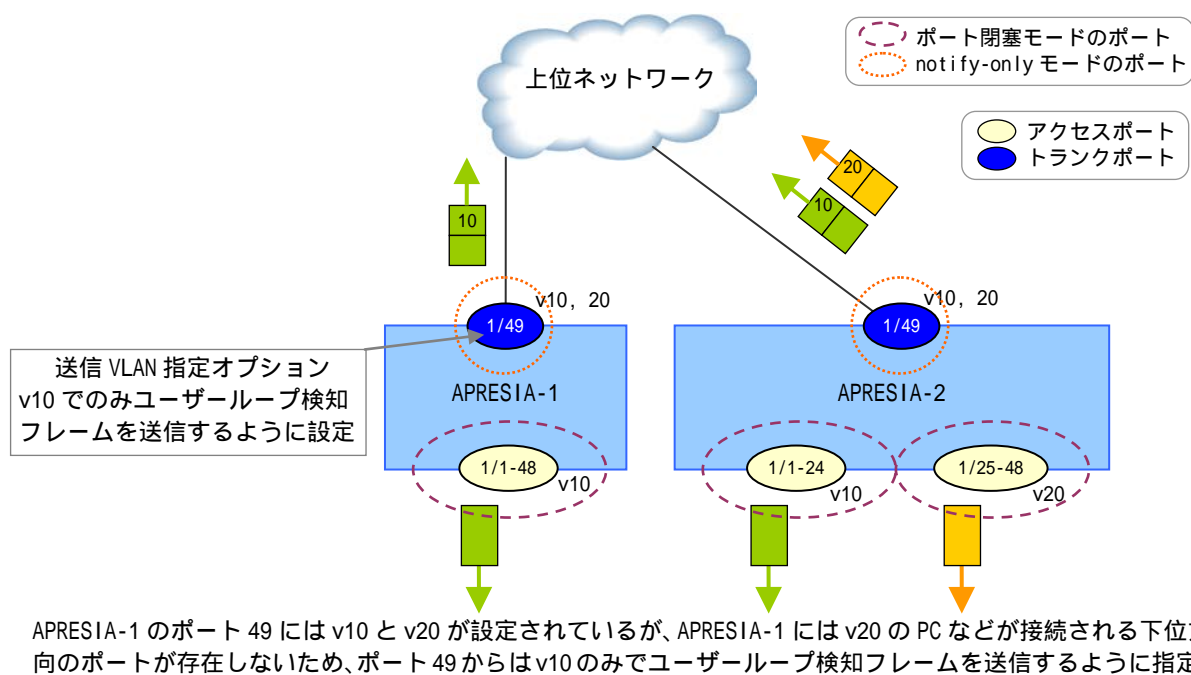 上位ネットワーク
ポート閉塞モードのポート
notify-only モードのポート
アクセスポート
トランクポート
20
10
10
v10, 20
v10, 20
1/49
1/49
送信 VLAN 指定オプション
v10 でのみユーザーループ検知
フレームを送信するように設定
APRESIA-1
APRESIA-2
1/1-48
v10
1/1-24
v10
1/25-48
v20
APRESIA-1 のポート 49 には v10 と v20 が設定されているが、APRESIA-1 には v20 の PC などが接続される下位
向のポートが存在しないため、ポート 49 からは v10 のみでユーザーループ検知フレームを送信するように指定